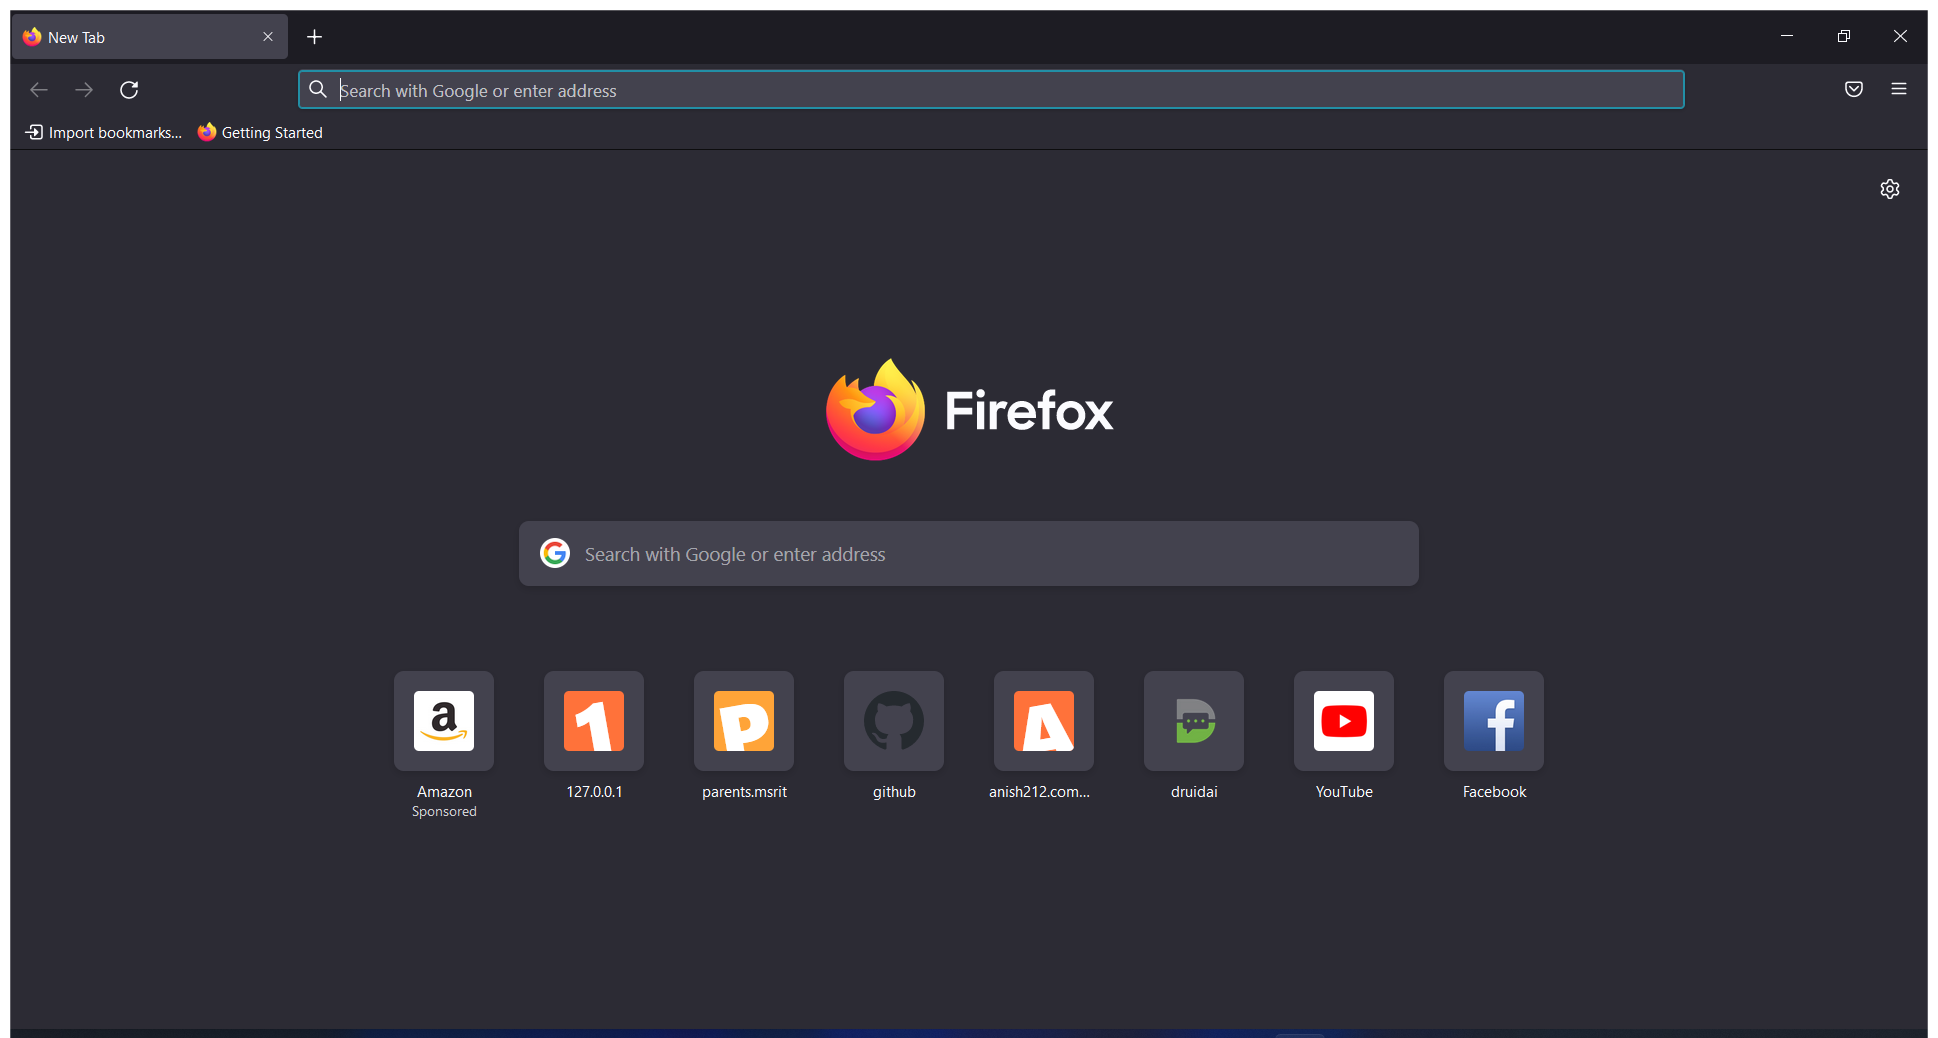 New Tab
Search with Google or enter address
Import bookmarks... Getting Started
Firefox
Search with Google or enter address
Amazon 127.0.0.1 parents.msrit github anish212.com... druidai YouTube Facebook
Sponsored